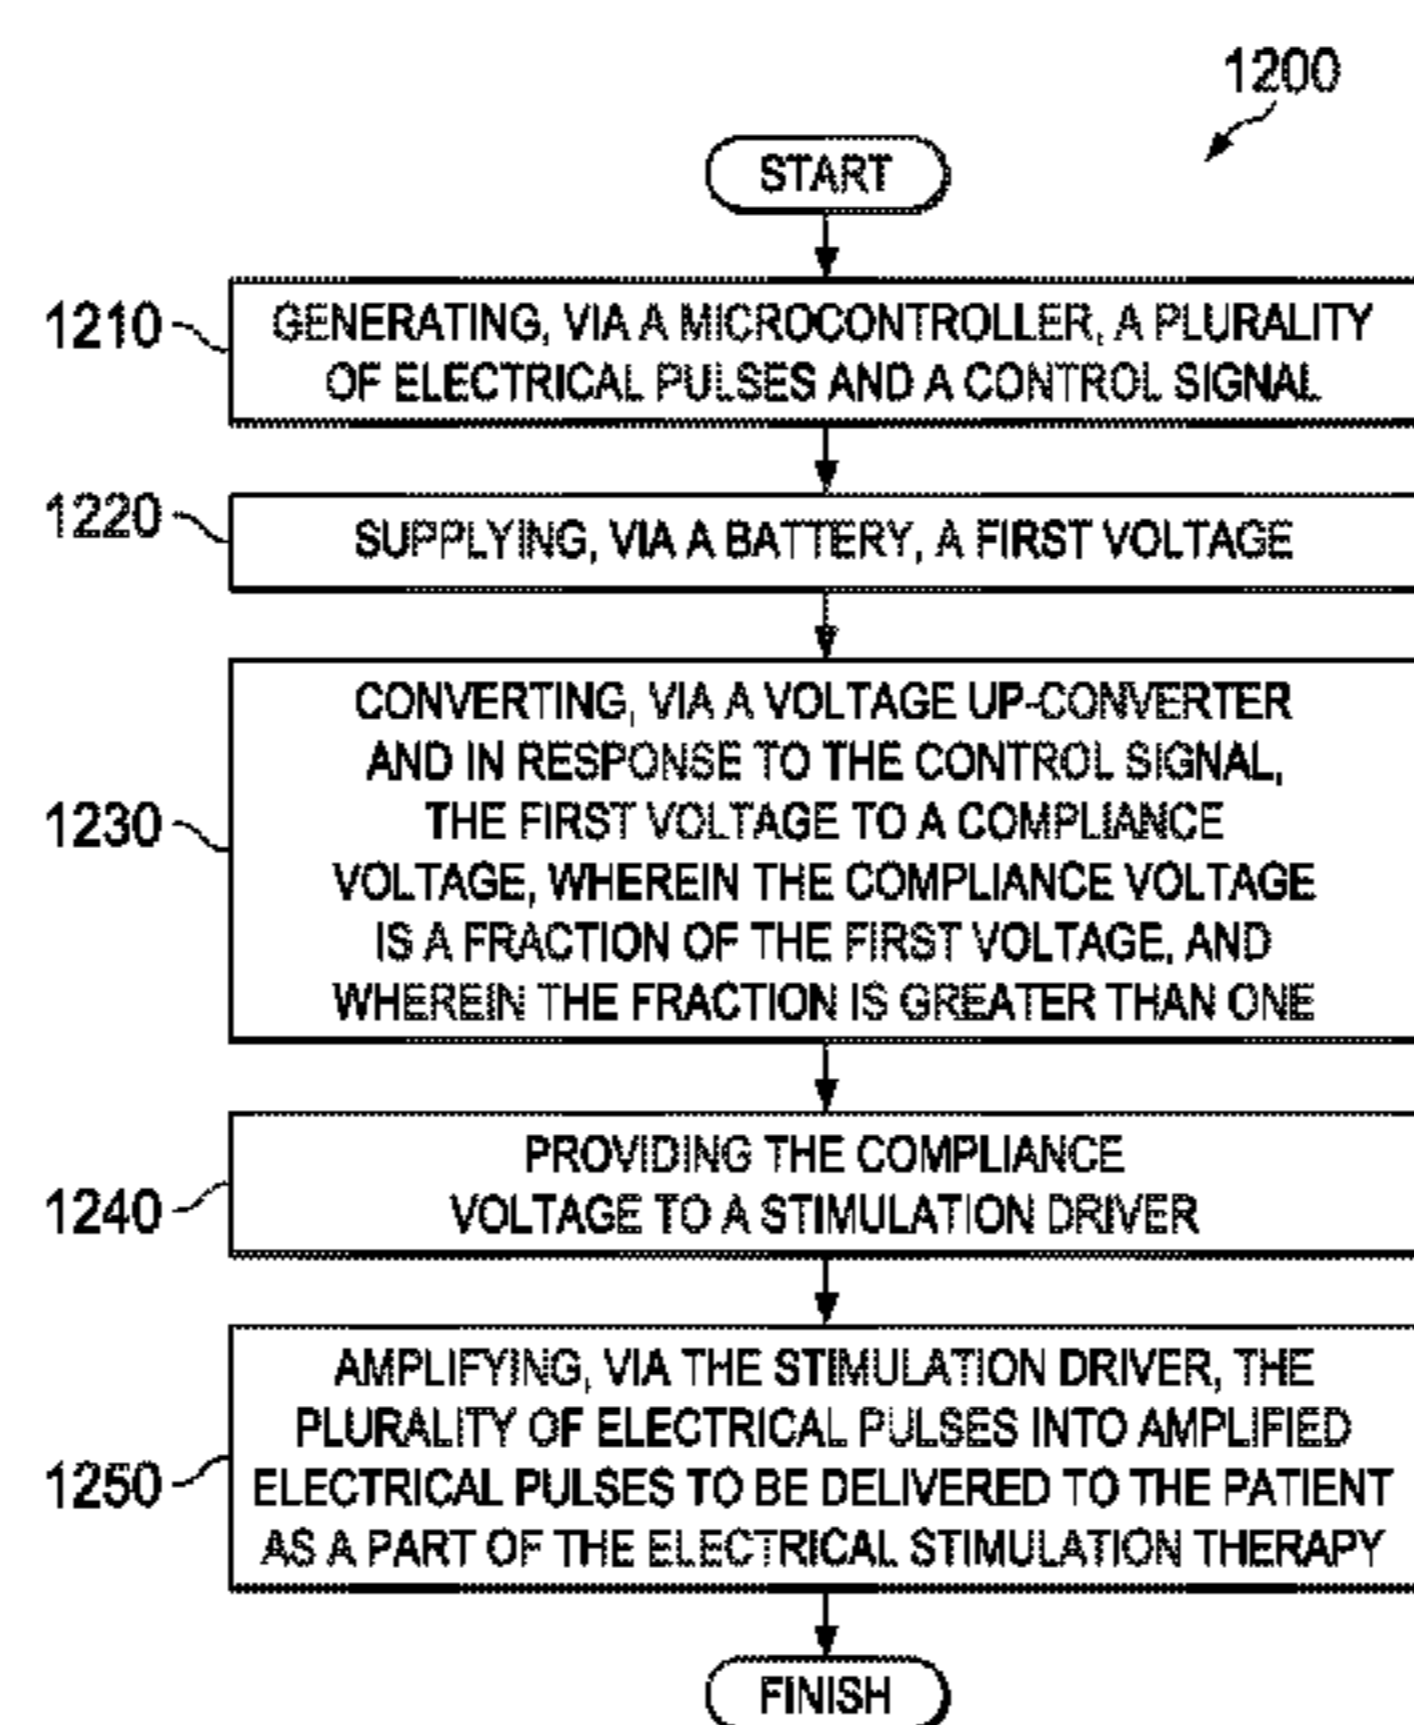 1200
START
1210
GENERATING, VIA A MICROCONTROLLER, A PLURALITY
OF ELECTRICAL PULSES AND A CONTROL SIGNAL
1220
SUPPLYING, VIA A BATTERY, A FIRST VOLTAGE
1230
CONVERTING, VIA A VOLTAGE UP-CONVERTER
AND IN RESPONSE TO THE CONTROL SIGNAL,
THE FIRST VOLTAGE TO A COMPLIANCE
VOLTAGE, WHEREIN THE COMPLIANCE VOLTAGE
IS A FRACTION OF THE FIRST VOLTAGE, AND
WHEREIN THE FRACTION IS GREATER THAN ONE
1240
PROVIDING THE COMPLIANCE
VOLTAGE TO A STIMULATION DRIVER
1250
AMPLIFYING, VIA THE STIMULATION DRIVER, THE
PLURALITY OF ELECTRICAL PULSES INTO AMPLIFIED
ELECTRICAL PULSES TO BE DELIVERED TO THE PATIENT
AS A PART OF THE ELECTRICAL STIMULATION THERAPY
FINISH